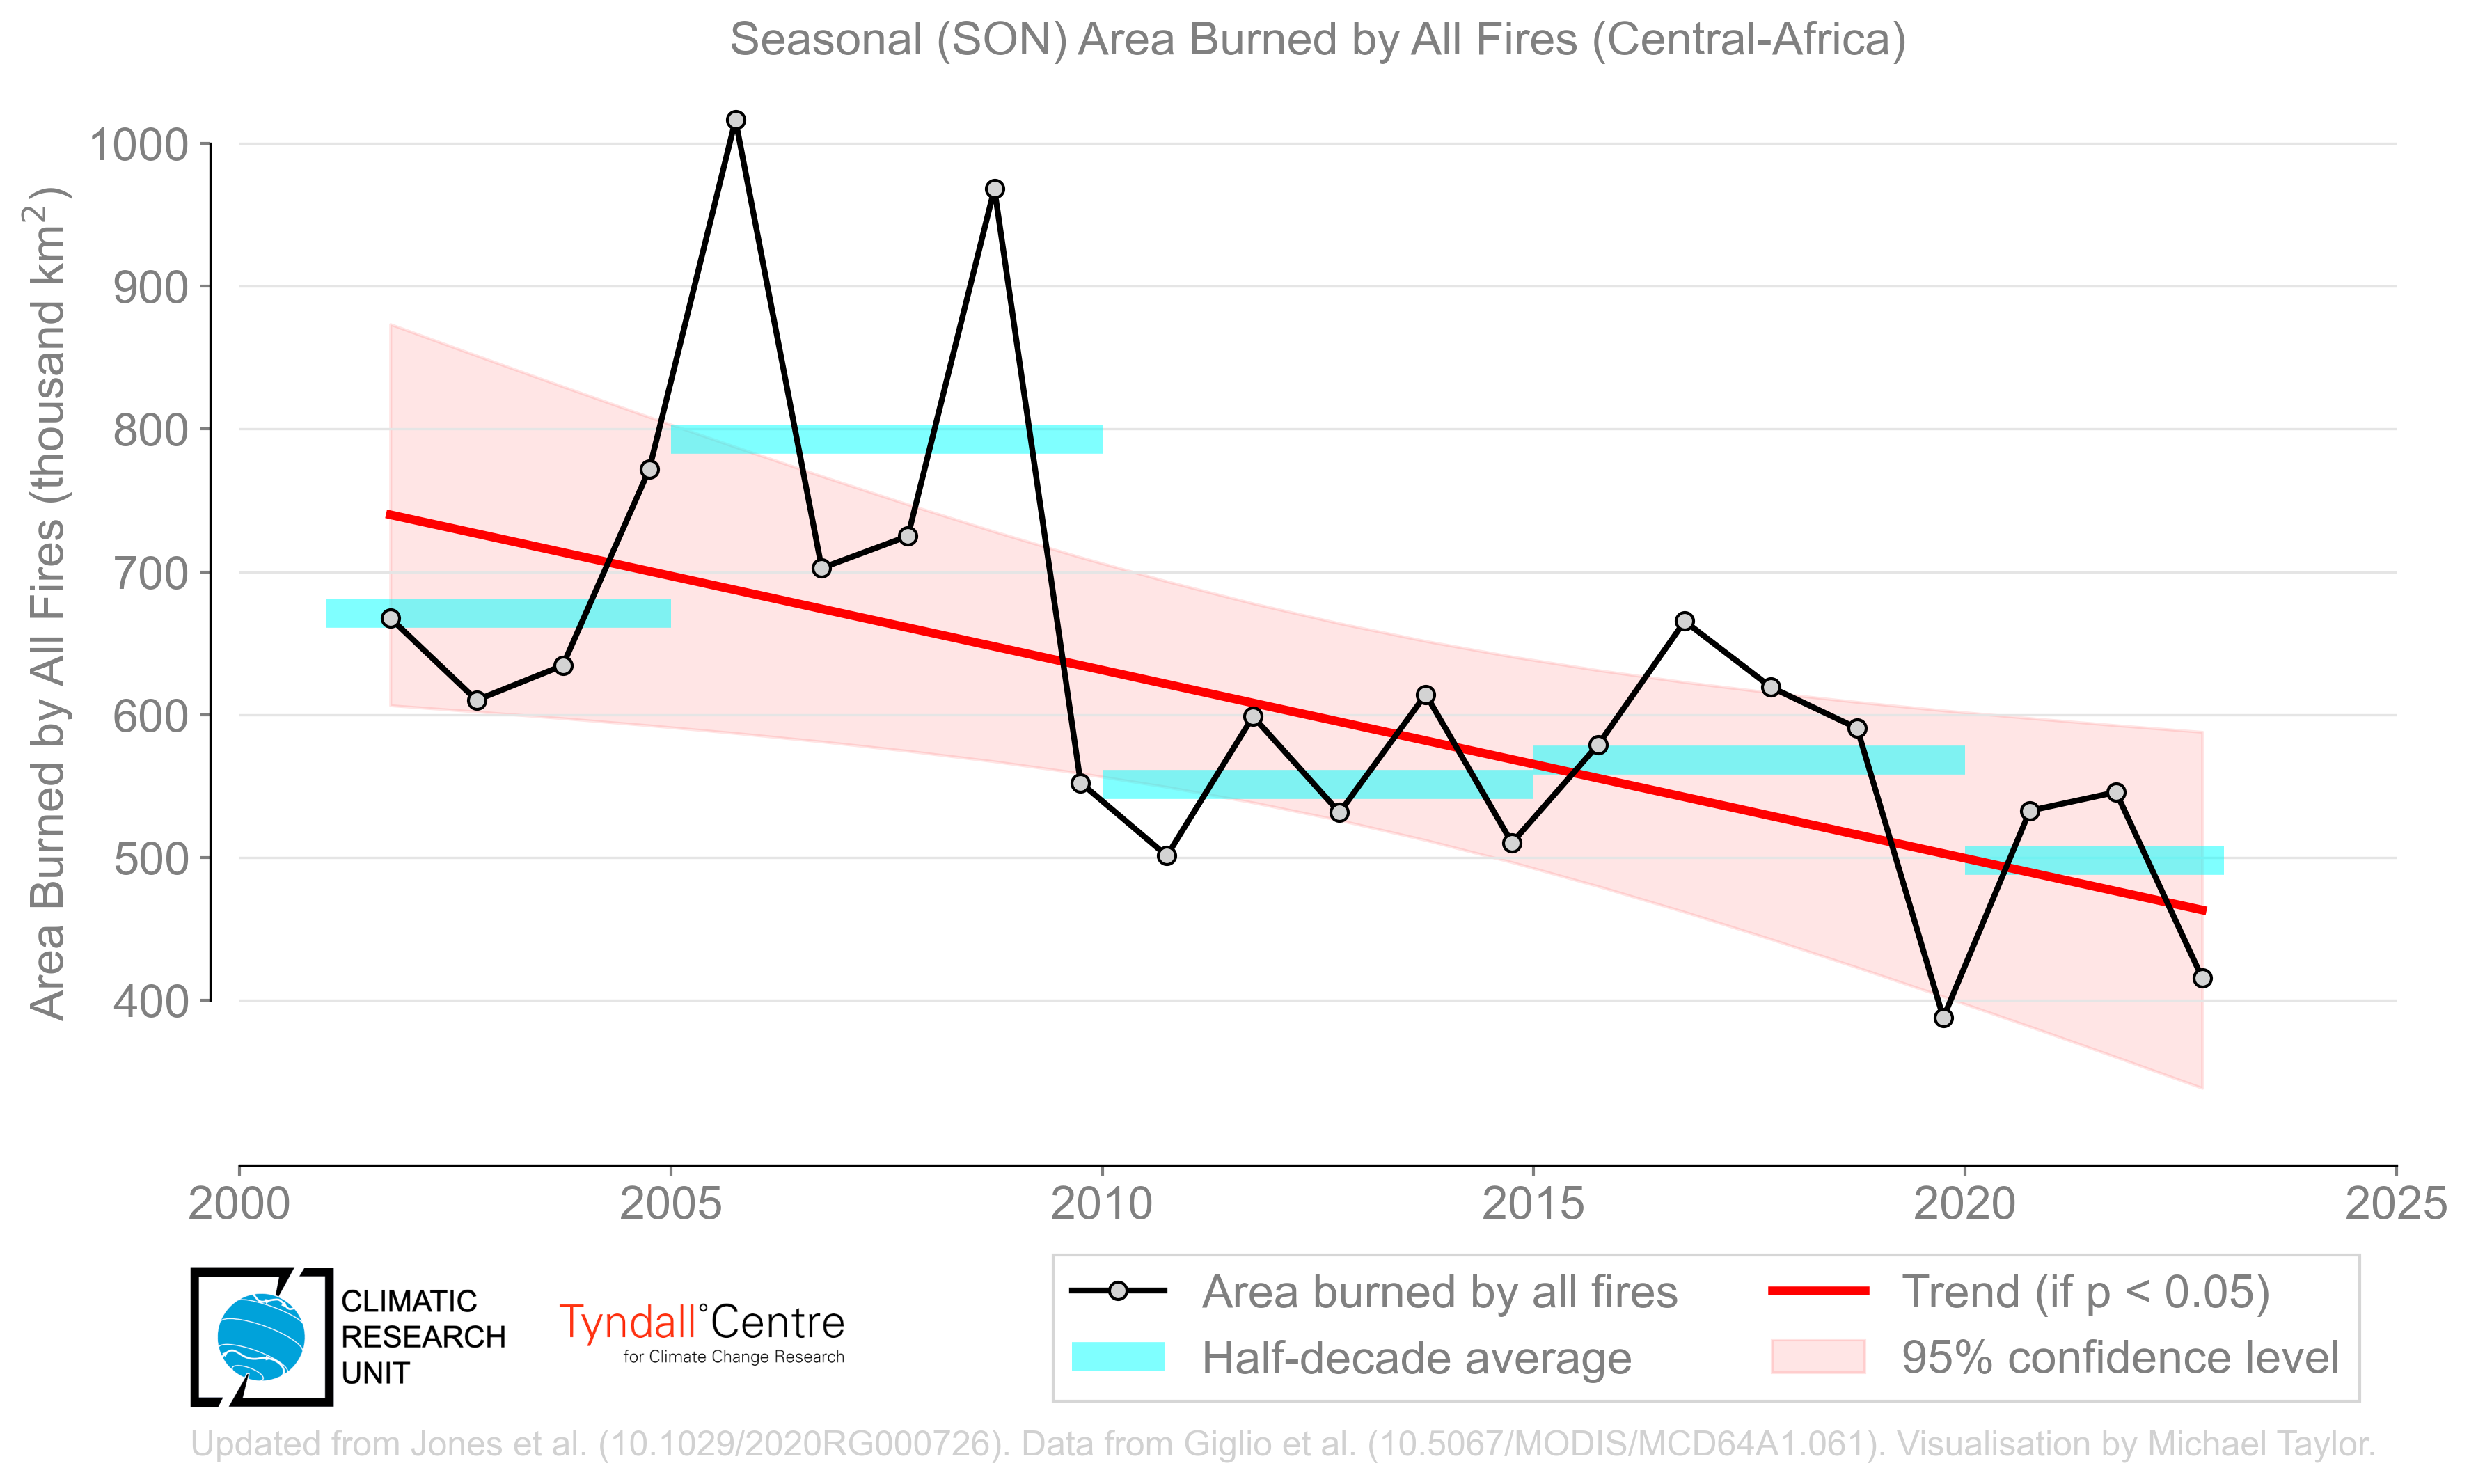 Seasonal (SON) Area Burned by All Fires (Central-Africa)
Area Burned by All Fires (thousand km²)
1000
900
800
700
600
500
400
2000 2005 2010 2015 2020 2025
CLIMATIC
RESEARCH
UNIT
Tyndall°Centre
for Climate Change Research
Area burned by all fires
Half-decade average
Trend (if p < 0.05)
95% confidence level
Updated from Jones et al. (10.1029/2020RG000726). Data from Giglio et al. (10.5067/MODIS/MCD64A1.061). Visualisation by Michael Taylor.